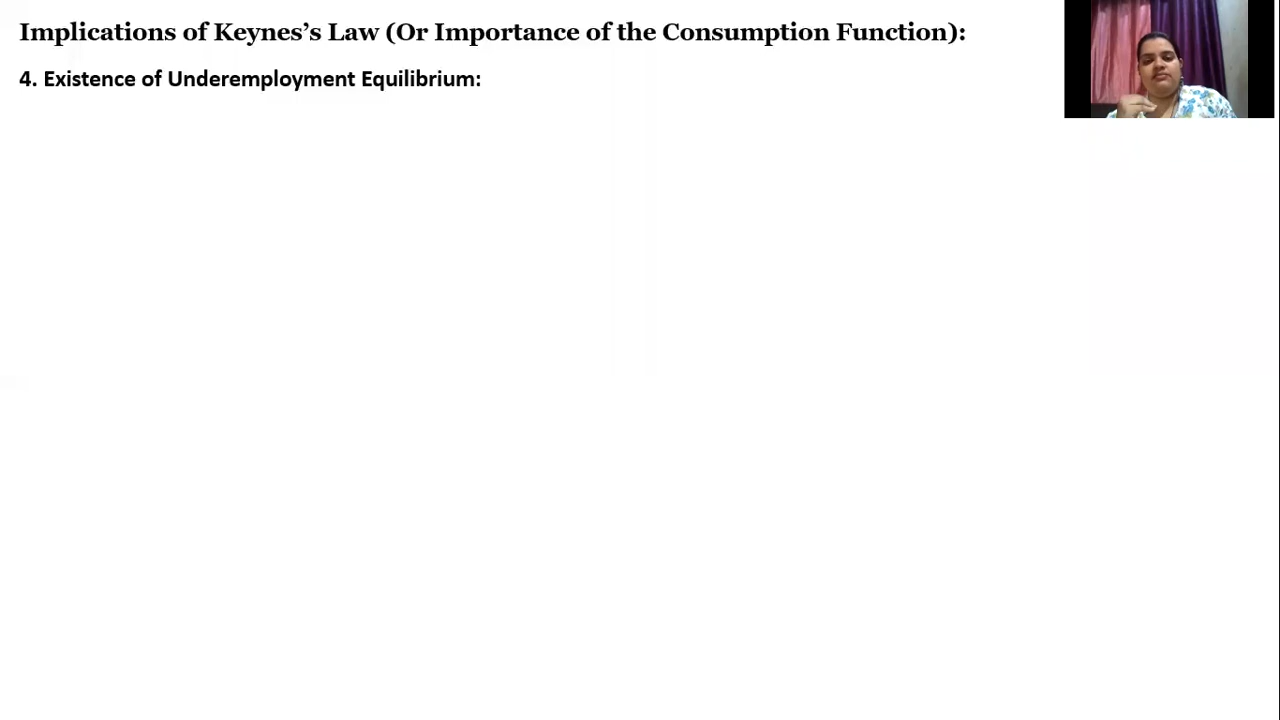 Implications of Keynes’s Law (Or Importance of the Consumption Function):
4. Existence of Underemployment Equilibrium: